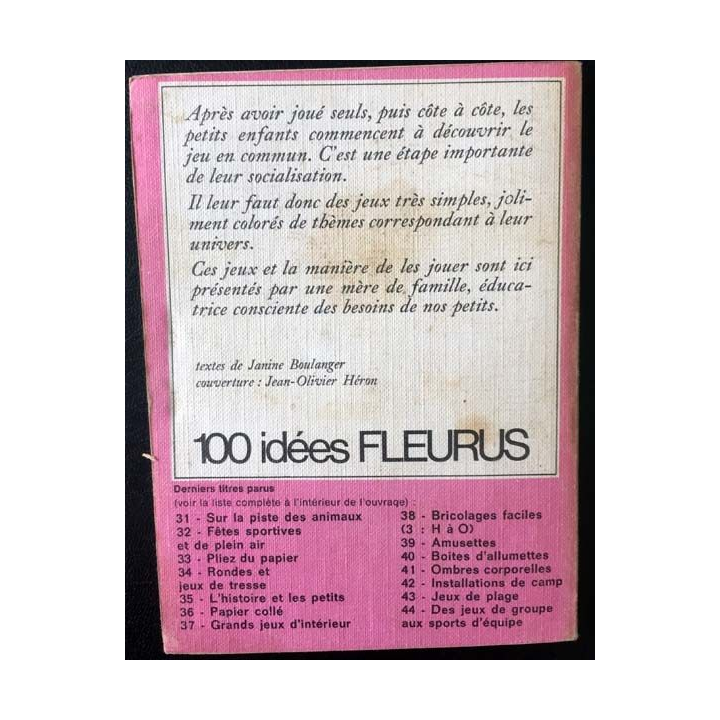 Après avoir joué seuls, puis côte à côte, les
petits enfants commencent à découvrir le
jeu en commun. C'est une étape importante
de leur socialisation.
Il leur faut donc des jeux très simples, joli-
ment colorés de thèmes correspondant à leur
univers.
Ces jeux et la manière de les jouer sont ici
présentés par une mère de famille, éduca-
trice consciente des besoins de nos petits.
textes de Janine Boulanger
couverture : Jean-Olivier Héron
100 idées FLEURUS
Derniers titres parus
(voir la liste complète à l'intérieur de l'ouvrage) :
31 - Sur la piste des animaux
32 - Fêtes sportives
et de plein air
33 - Pliez du papier
34 - Rondes et
jeux de tresse
35 - L'histoire et les petits
36 - Papier collé
37 - Grands jeux d'intérieur
38 - Bricolages faciles
(3 : H à O)
39 - Amusettes
40 - Boites d'allumettes
41 - Ombres corporelles
42 - Installations de camp
43 - Jeux de plage
44 - Des jeux de groupe
aux sports d'équipe